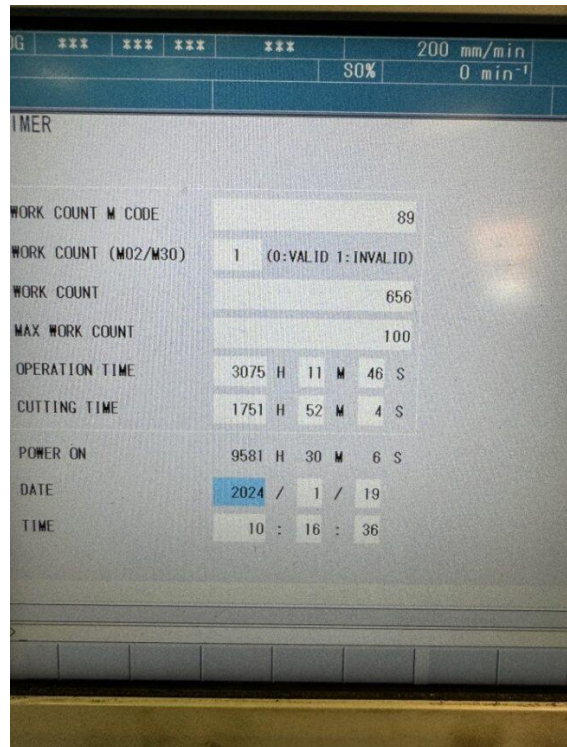 *** *** *** *** 200 mm/min
SO% 0 min⁻¹
WORK COUNT M CODE 89
WORK COUNT (M02/M30) 1 (0:VALID 1:INVALID)
WORK COUNT 656
MAX WORK COUNT 100
OPERATION TIME 3075 H 11 M 46 S
CUTTING TIME 1751 H 52 M 4 S
POWER ON 9581 H 30 M 6 S
DATE 2024 / 1 / 19
TIME 10 : 16 : 36